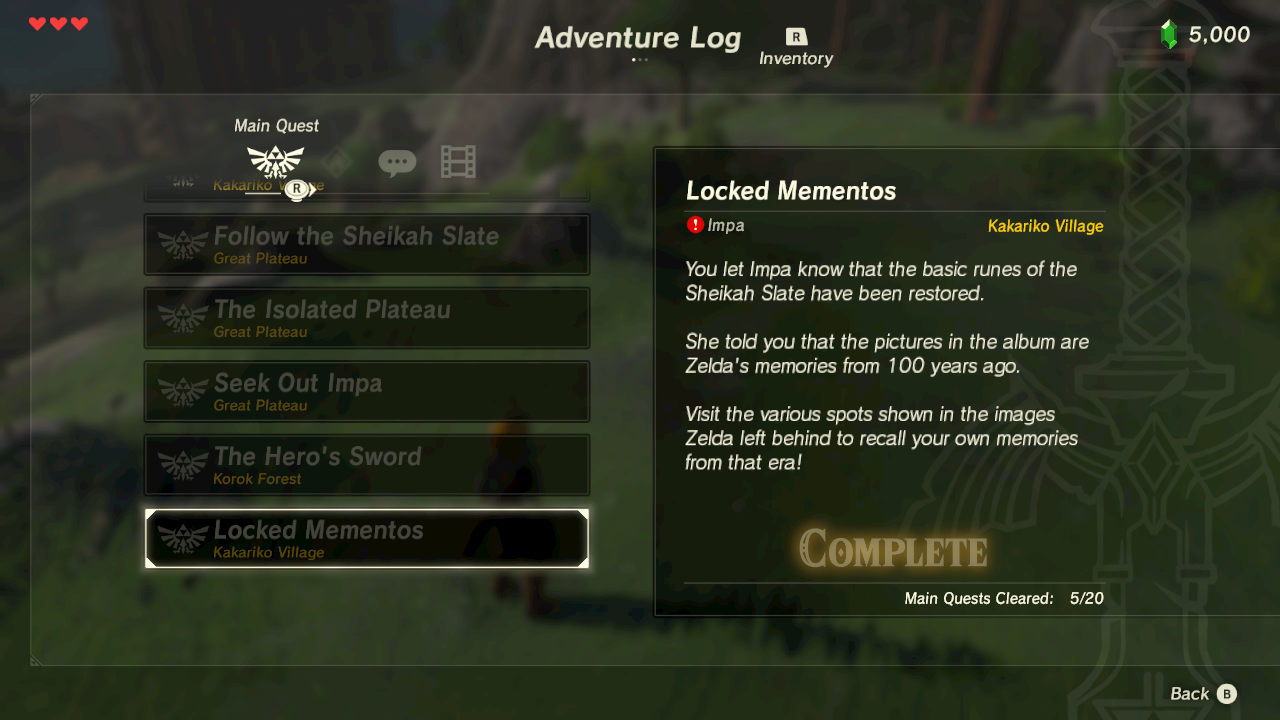 Adventure Log
R
Inventory
5,000
Main Quest
Kakariko Village
R
Follow the Sheikah Slate
Great Plateau
The Isolated Plateau
Great Plateau
Seek Out Impa
Great Plateau
The Hero's Sword
Korok Forest
Locked Mementos
Kakariko Village
Locked Mementos
! Impa
Kakariko Village
You let Impa know that the basic runes of the
Sheikah Slate have been restored.
She told you that the pictures in the album are
Zelda's memories from 100 years ago.
Visit the various spots shown in the images
Zelda left behind to recall your own memories
from that era!
COMPLETE
Main Quests Cleared: 5/20
Back B